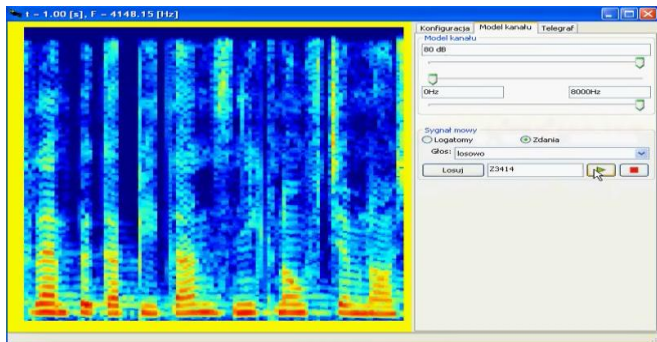 t = 1.00 [s], F = 4148.15 [Hz]
Konfiguracja Model kanału Telegraf
Model kanału
80 dB
0Hz 8000Hz
Sygnał mowy
Logatomy Zdania
Głos: losowo
Losuj Z3414